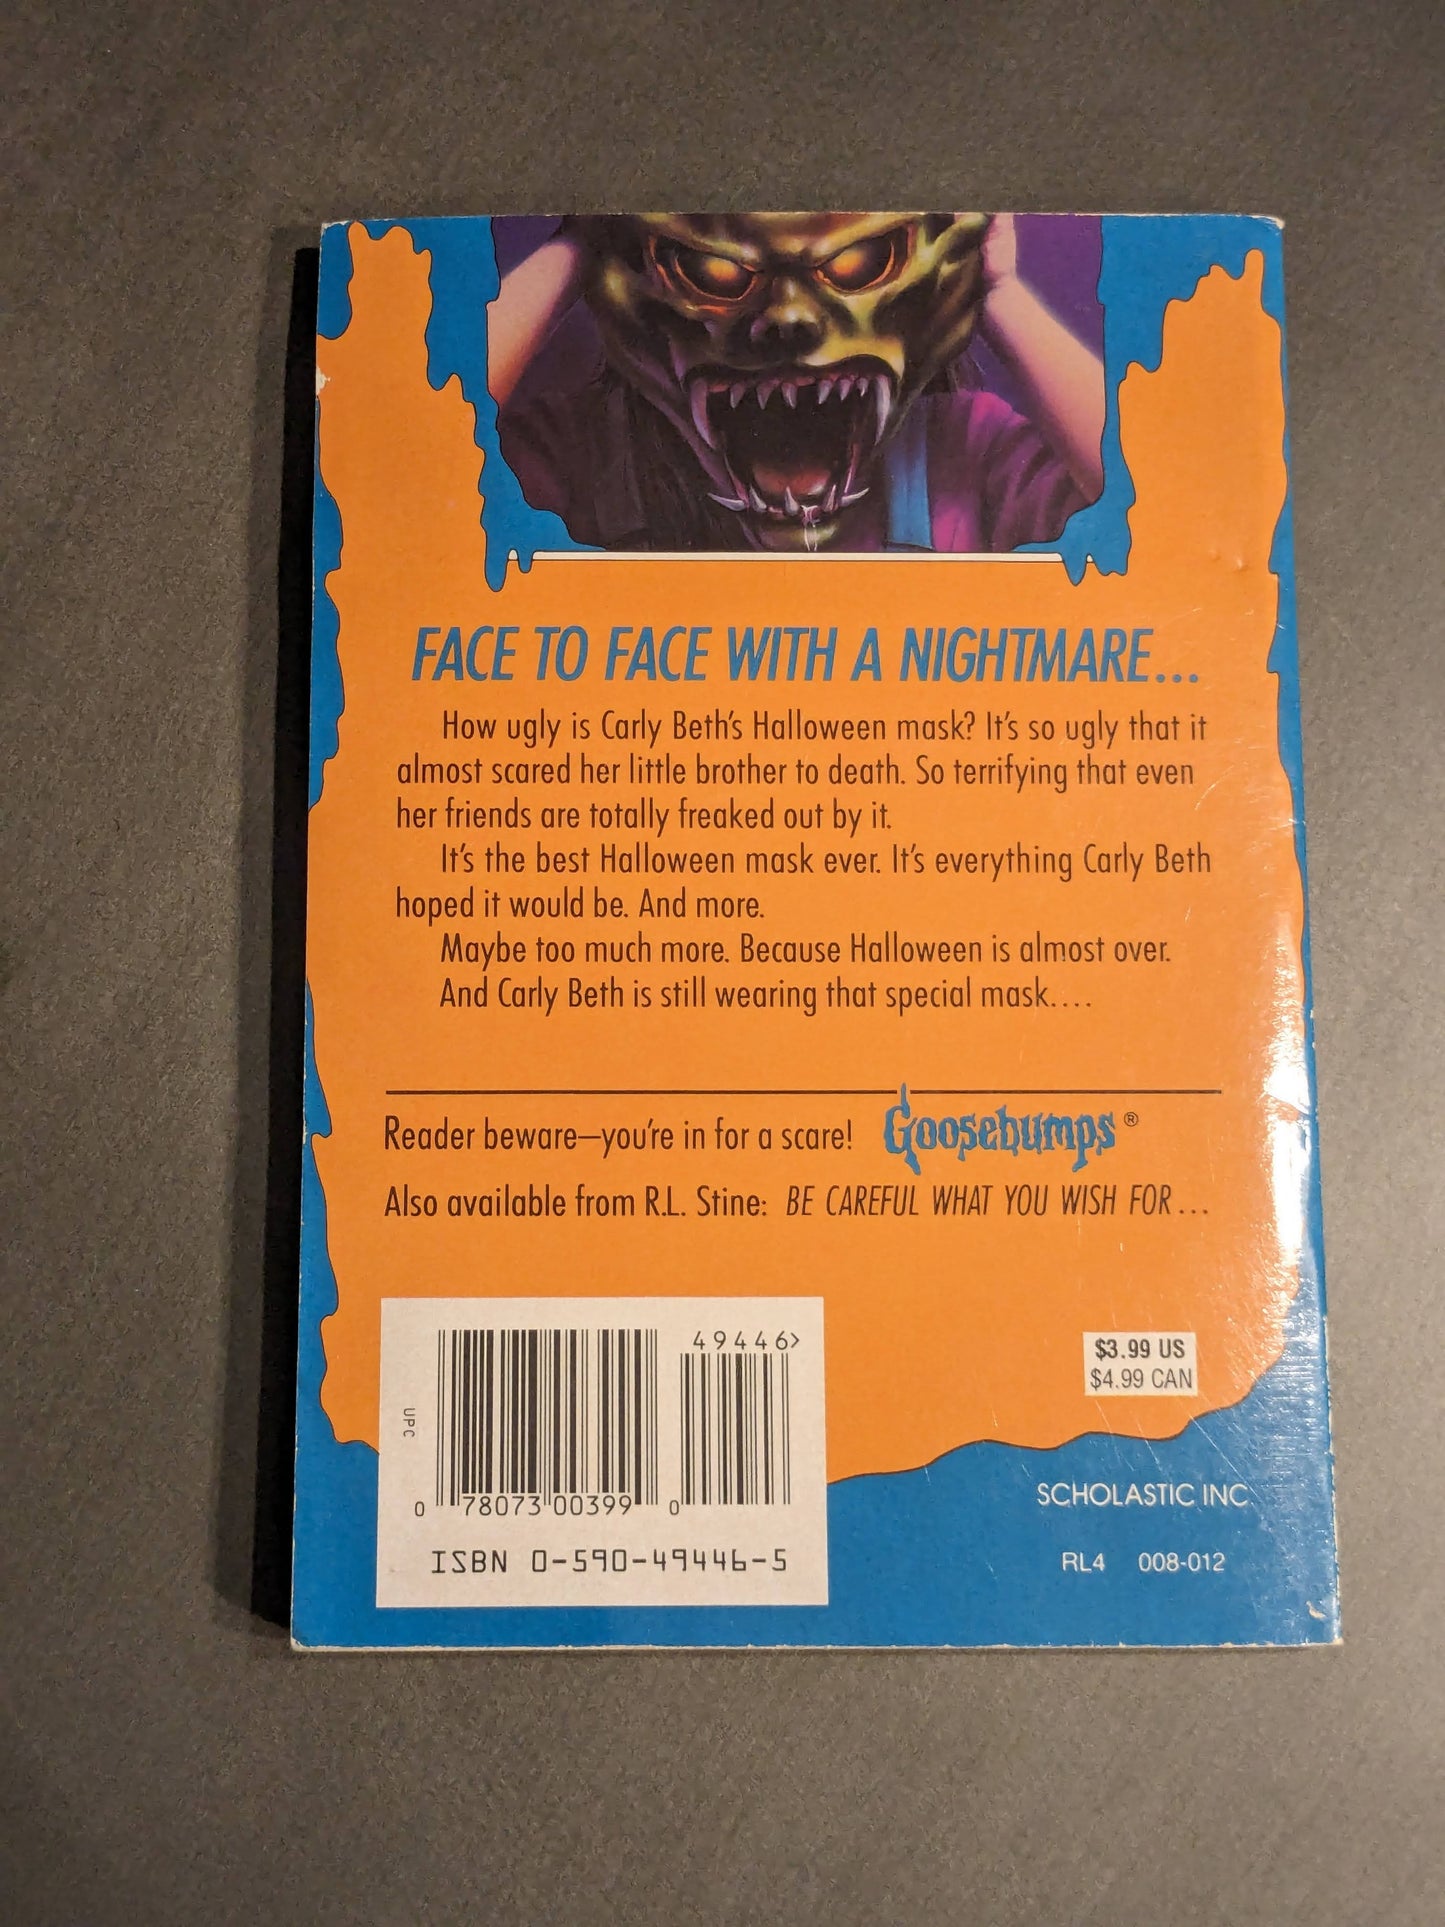 FACE TO FACE WITH A NIGHTMARE...
How ugly is Carly Beth's Halloween mask? It's so ugly that it
almost scared her little brother to death. So terrifying that even
her friends are totally freaked out by it.
It's the best Halloween mask ever. It's everything Carly Beth
hoped it would be. And more.
Maybe too much more. Because Halloween is almost over.
And Carly Beth is still wearing that special mask....
Reader beware—you're in for a scare! Goosebumps®
Also available from R.L. Stine: BE CAREFUL WHAT YOU WISH FOR...
49446>
UPC
0 78073 00399 0
ISBN 0-590-49446-5
$3.99 US
$4.99 CAN
SCHOLASTIC INC
RL4 008-012